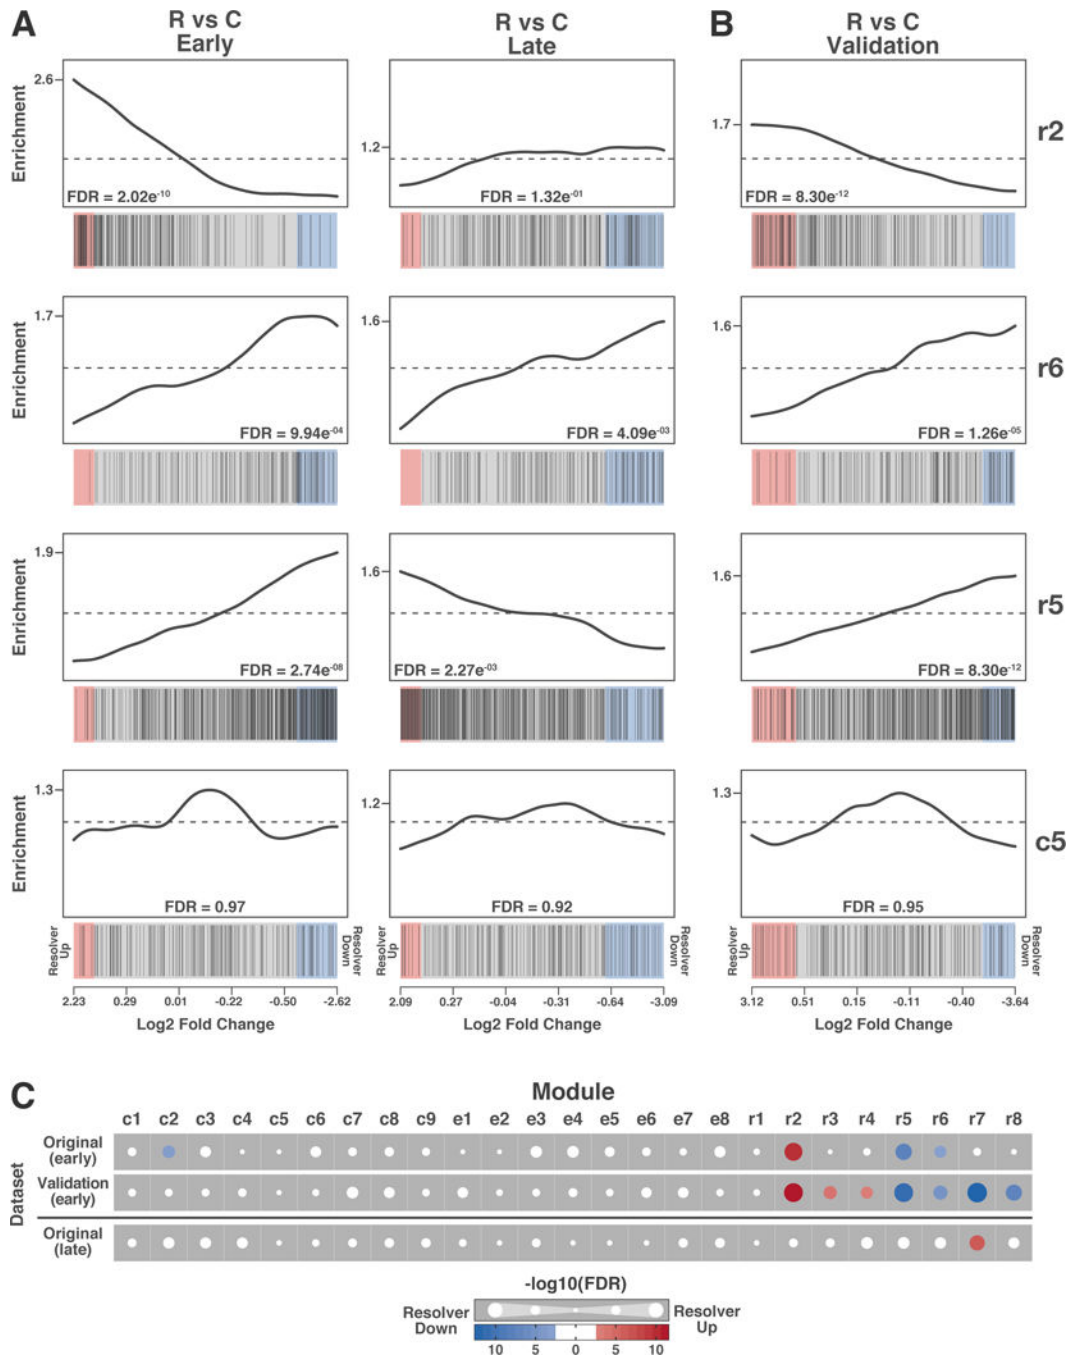 A
R vs C
Early
R vs C
Late
B
R vs C
Validation
Enrichment
2.6
FDR = 2.02e-10
1.2
FDR = 1.32e-01
1.7
FDR = 8.30e-12
r2
Enrichment
1.7
FDR = 9.94e-04
1.6
FDR = 4.09e-03
1.6
FDR = 1.26e-05
r6
Enrichment
1.9
FDR = 2.74e-08
1.6
FDR = 2.27e-03
1.6
FDR = 8.30e-12
r5
Enrichment
1.3
FDR = 0.97
1.2
FDR = 0.92
1.3
FDR = 0.95
c5
Resolver
Up
Resolver
Down
Resolver
Up
Resolver
Down
Resolver
Up
Resolver
Down
2.23 0.29 0.01 -0.22 -0.50 -2.62
Log2 Fold Change
2.09 0.27 -0.04 -0.31 -0.64 -3.09
Log2 Fold Change
3.12 0.51 0.15 -0.11 -0.40 -3.64
Log2 Fold Change
C
Module
c1 c2 c3 c4 c5 c6 c7 c8 c9 e1 e2 e3 e4 e5 e6 e7 e8 r1 r2 r3 r4 r5 r6 r7 r8
Dataset
Original
(early)
Validation
(early)
Original
(late)
-log10(FDR)
Resolver
Down
Resolver
Up
10 5 0 5 10